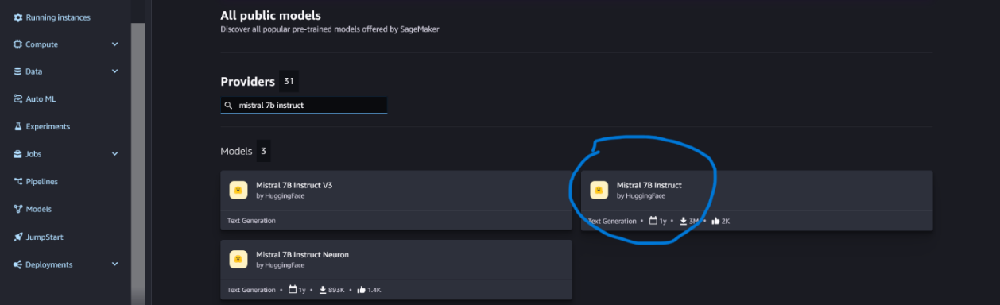 Running instances
Compute
Data
Auto ML
Experiments
Jobs
Pipelines
Models
JumpStart
Deployments
All public models
Discover all popular pre-trained models offered by SageMaker
Providers 31
mistral 7b instruct
Models 3
Mistral 7B Instruct V3
by HuggingFace
Text Generation
Mistral 7B Instruct
by HuggingFace
Text Generation • 1y • 3M • 2K
Mistral 7B Instruct Neuron
by HuggingFace
Text Generation • 1y • 893K • 1.4K